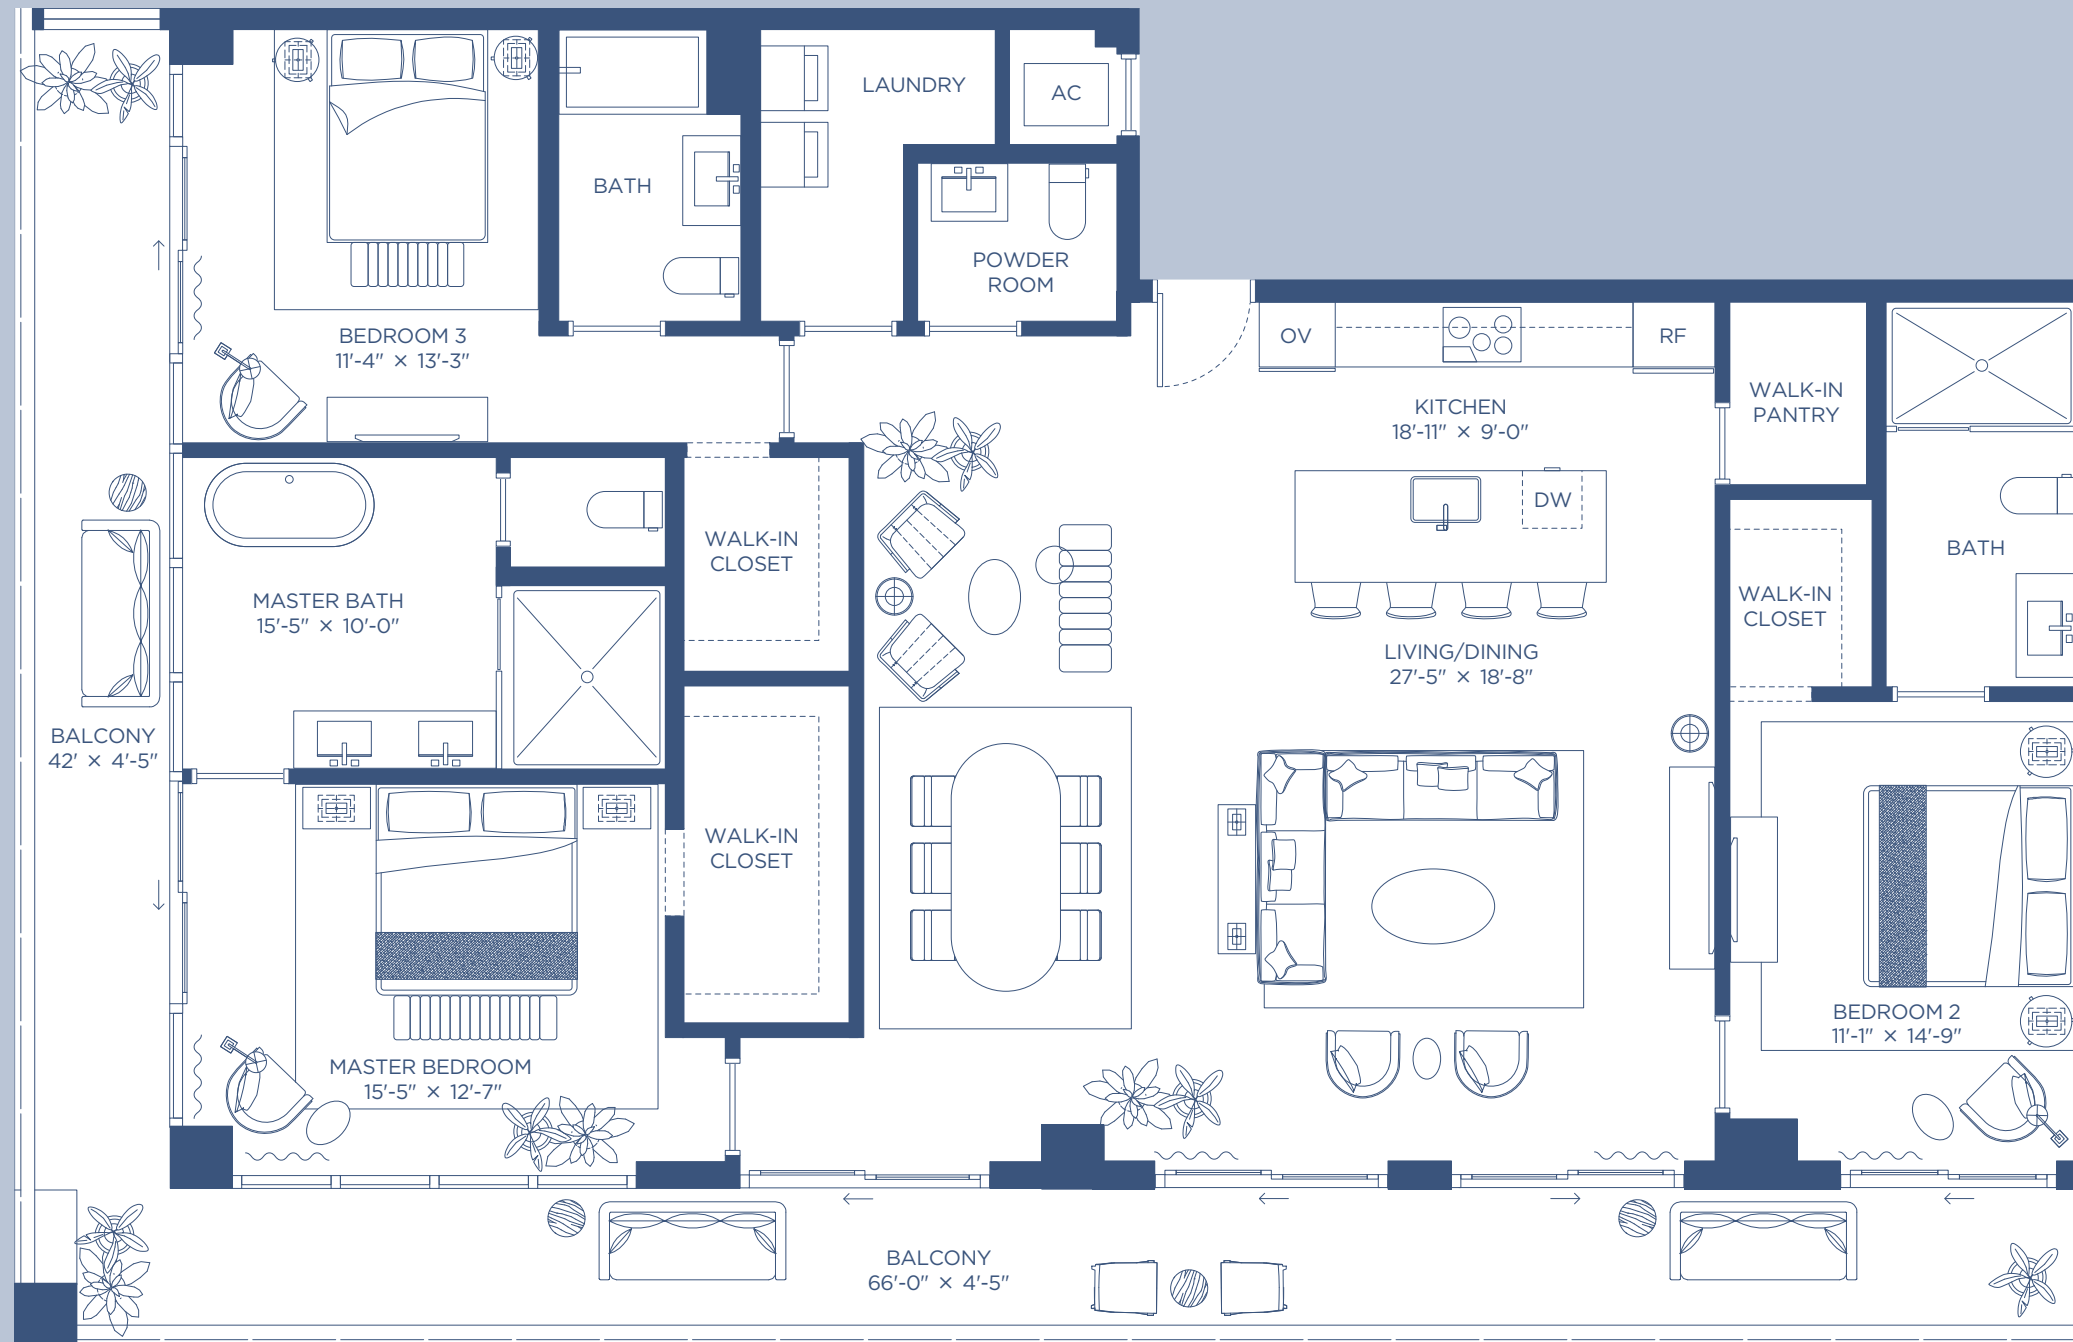 LAUNDRY
AC
BATH
POWDER
ROOM
BEDROOM 3
11'-4" × 13'-3"
OV
RF
KITCHEN
18'-11" × 9'-0"
WALK-IN
PANTRY
DW
WALK-IN
CLOSET
BATH
MASTER BATH
15'-5" × 10'-0"
WALK-IN
CLOSET
LIVING/DINING
27'-5" × 18'-8"
BALCONY
42' × 4'-5"
WALK-IN
CLOSET
BEDROOM 2
11'-1" × 14'-9"
MASTER BEDROOM
15'-5" × 12'-7"
BALCONY
66'-0" × 4'-5"